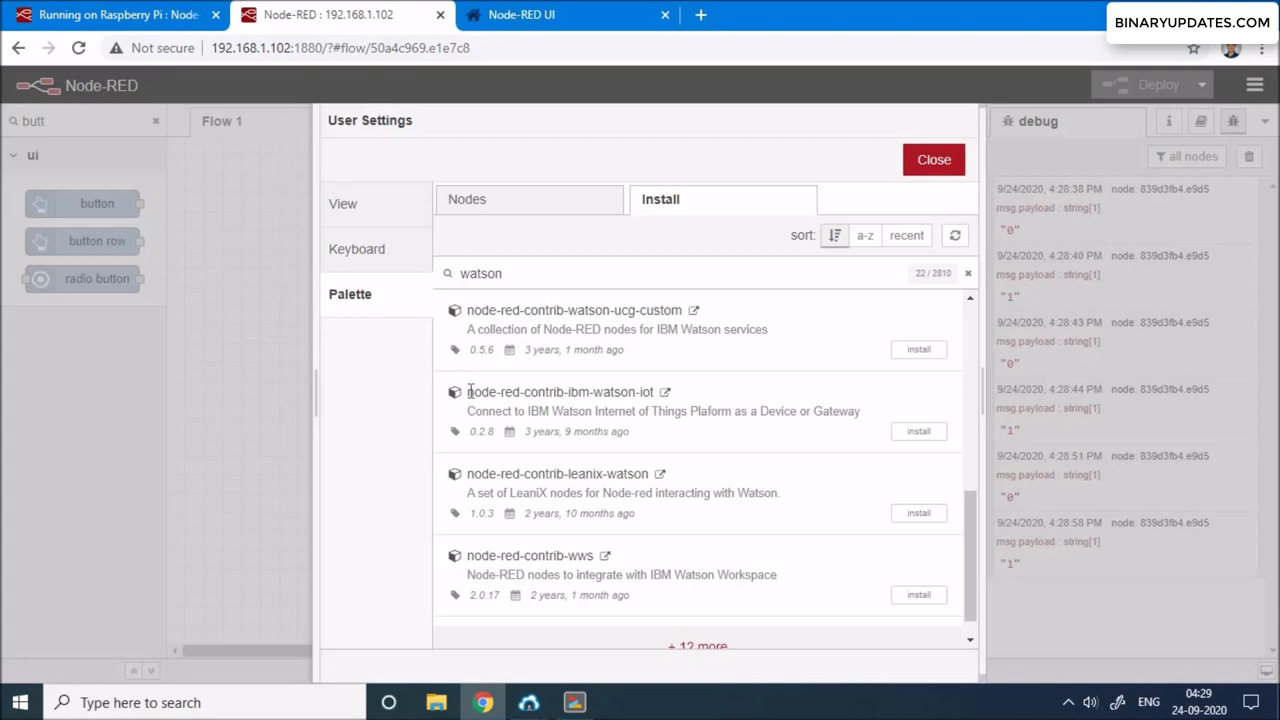 Running on Raspberry Pi : Node-
Node-RED : 192.168.1.102
Node-RED UI
BINARYUPDATES.COM
Not secure
192.168.1.102:1880/?#flow/50a4c969.e1e7c8
Node-RED
Deploy
butt
Flow 1
ui
button
button row
radio button
User Settings
Close
View
Keyboard
Palette
Nodes
Install
sort:
a-z
recent
watson
22 / 2810
node-red-contrib-watson-ucg-custom
A collection of Node-RED nodes for IBM Watson services
0.5.6
3 years, 1 month ago
install
node-red-contrib-ibm-watson-iot
Connect to IBM Watson Internet of Things Plaform as a Device or Gateway
0.2.8
3 years, 9 months ago
install
node-red-contrib-leanix-watson
A set of LeaniX nodes for Node-red interacting with Watson.
1.0.3
2 years, 10 months ago
install
node-red-contrib-wws
Node-RED nodes to integrate with IBM Watson Workspace
2.0.17
2 years, 1 month ago
install
+ 12 more
debug
all nodes
9/24/2020, 4:28:38 PM node: 839d3fb4.e9d5
msg.payload : string[1]
"0"
9/24/2020, 4:28:40 PM node: 839d3fb4.e9d5
msg.payload : string[1]
"1"
9/24/2020, 4:28:43 PM node: 839d3fb4.e9d5
msg.payload : string[1]
"0"
9/24/2020, 4:28:44 PM node: 839d3fb4.e9d5
msg.payload : string[1]
"1"
9/24/2020, 4:28:51 PM node: 839d3fb4.e9d5
msg.payload : string[1]
"0"
9/24/2020, 4:28:58 PM node: 839d3fb4.e9d5
msg.payload : string[1]
"1"
Type here to search
ENG
04:29
24-09-2020